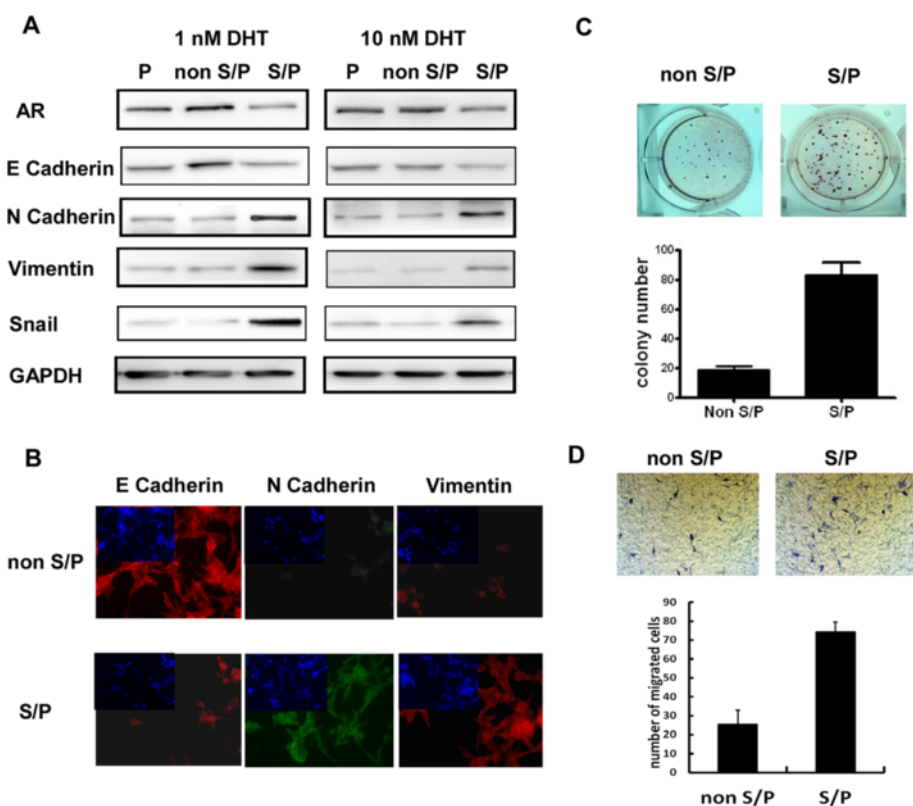 A
1 nM DHT
10 nM DHT
P non S/P S/P
P non S/P S/P
AR
E Cadherin
N Cadherin
Vimentin
Snail
GAPDH
B
E Cadherin N Cadherin Vimentin
non S/P
S/P
C
non S/P S/P
colony number
100
80
60
40
20
0
Non S/P S/P
D
non S/P S/P
number of migrated cells
90
80
70
60
50
40
30
20
10
0
non S/P S/P